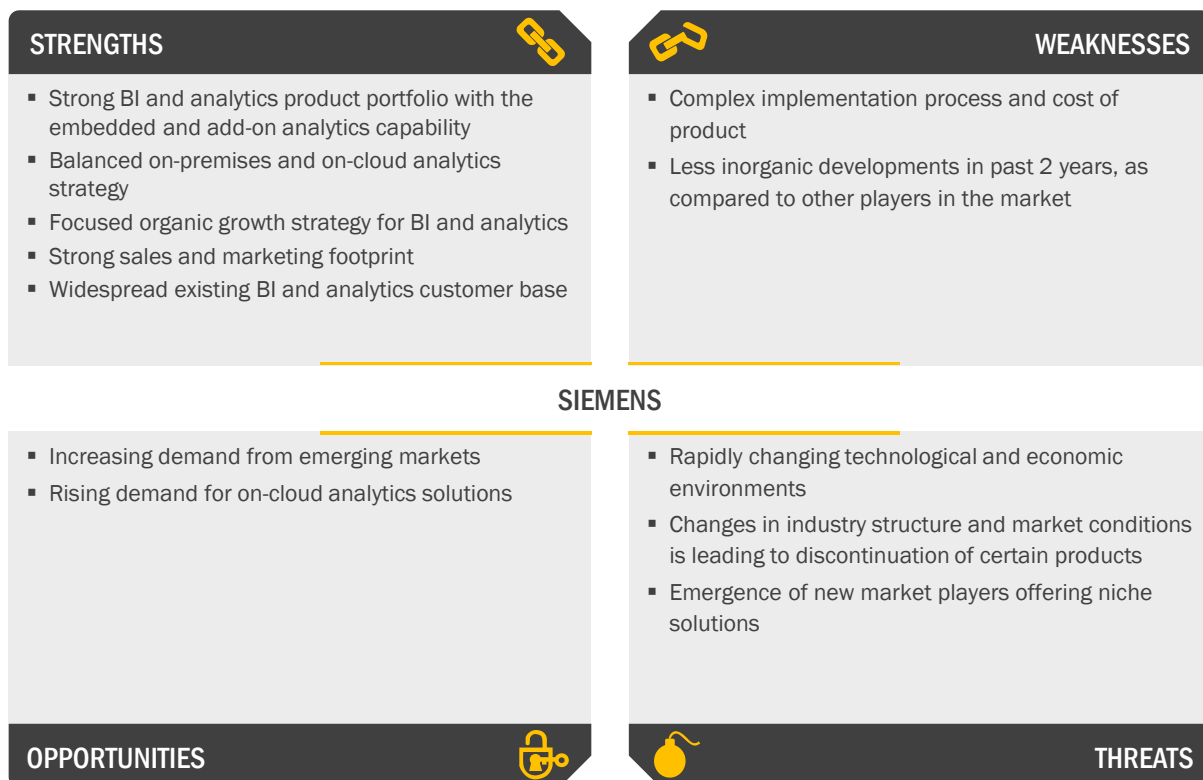 STRENGTHS
▪ Strong BI and analytics product portfolio with the
embedded and add-on analytics capability
▪ Balanced on-premises and on-cloud analytics
strategy
▪ Focused organic growth strategy for BI and analytics
▪ Strong sales and marketing footprint
▪ Widespread existing BI and analytics customer base
WEAKNESSES
▪ Complex implementation process and cost of
product
▪ Less inorganic developments in past 2 years, as
compared to other players in the market
SIEMENS
▪ Increasing demand from emerging markets
▪ Rising demand for on-cloud analytics solutions
OPPORTUNITIES
▪ Rapidly changing technological and economic
environments
▪ Changes in industry structure and market conditions
is leading to discontinuation of certain products
▪ Emergence of new market players offering niche
solutions
THREATS